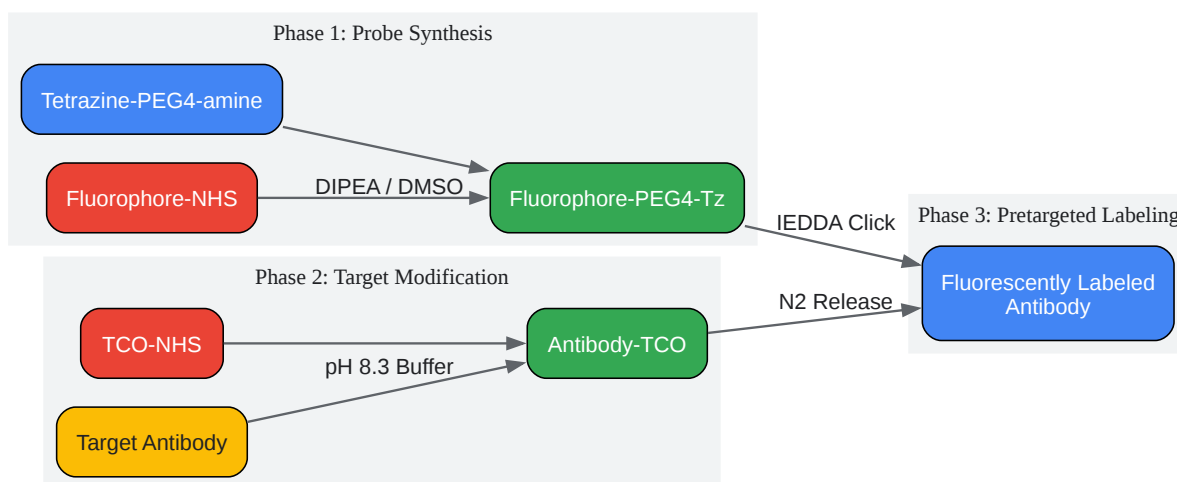 Phase 1: Probe Synthesis
Tetrazine-PEG4-amine
Fluorophore-NHS
DIPEA / DMSO
Fluorophore-PEG4-Tz
IEDDA Click
Phase 2: Target Modification
TCO-NHS
pH 8.3 Buffer
Target Antibody
Antibody-TCO
N2 Release
Phase 3: Pretargeted Labeling
Fluorescently Labeled
Antibody